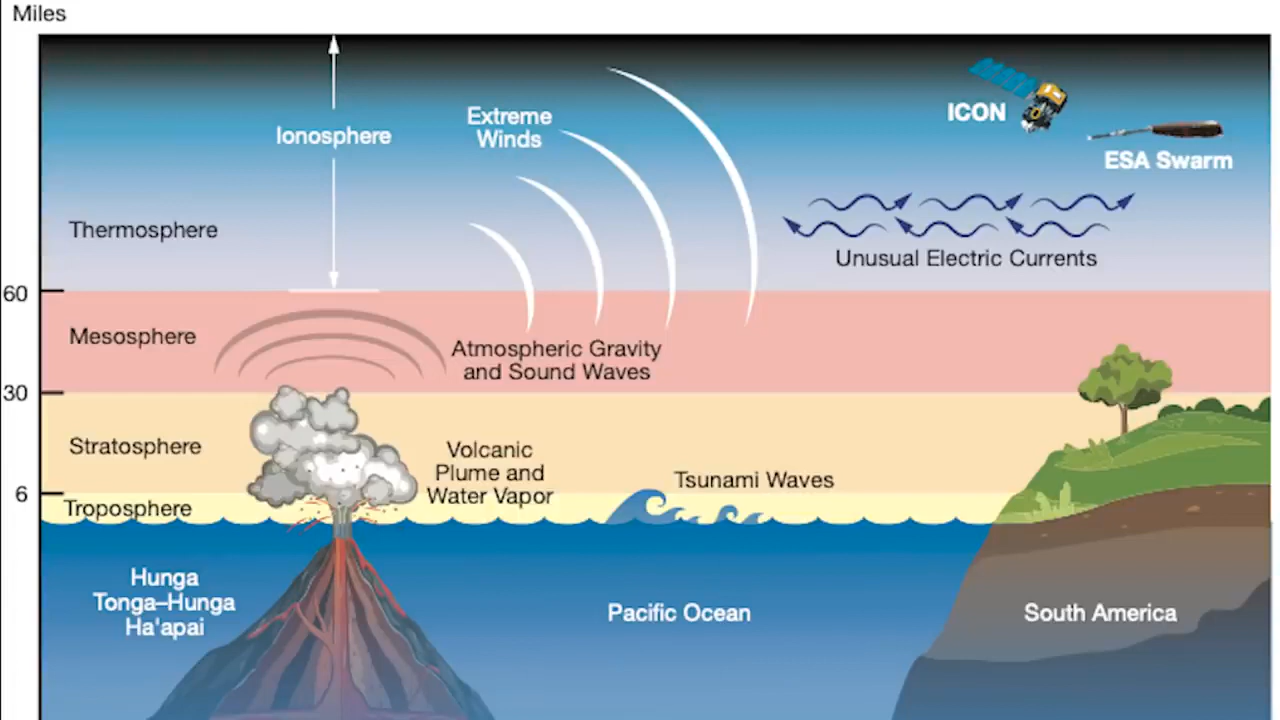 Miles
Ionosphere
Extreme
Winds
ICON
ESA Swarm
Thermosphere
Unusual Electric Currents
60
Mesosphere
Atmospheric Gravity
and Sound Waves
30
Stratosphere
Volcanic
Plume and
Water Vapor
Tsunami Waves
6
Troposphere
Hunga
Tonga–Hunga
Ha'apai
Pacific Ocean
South America